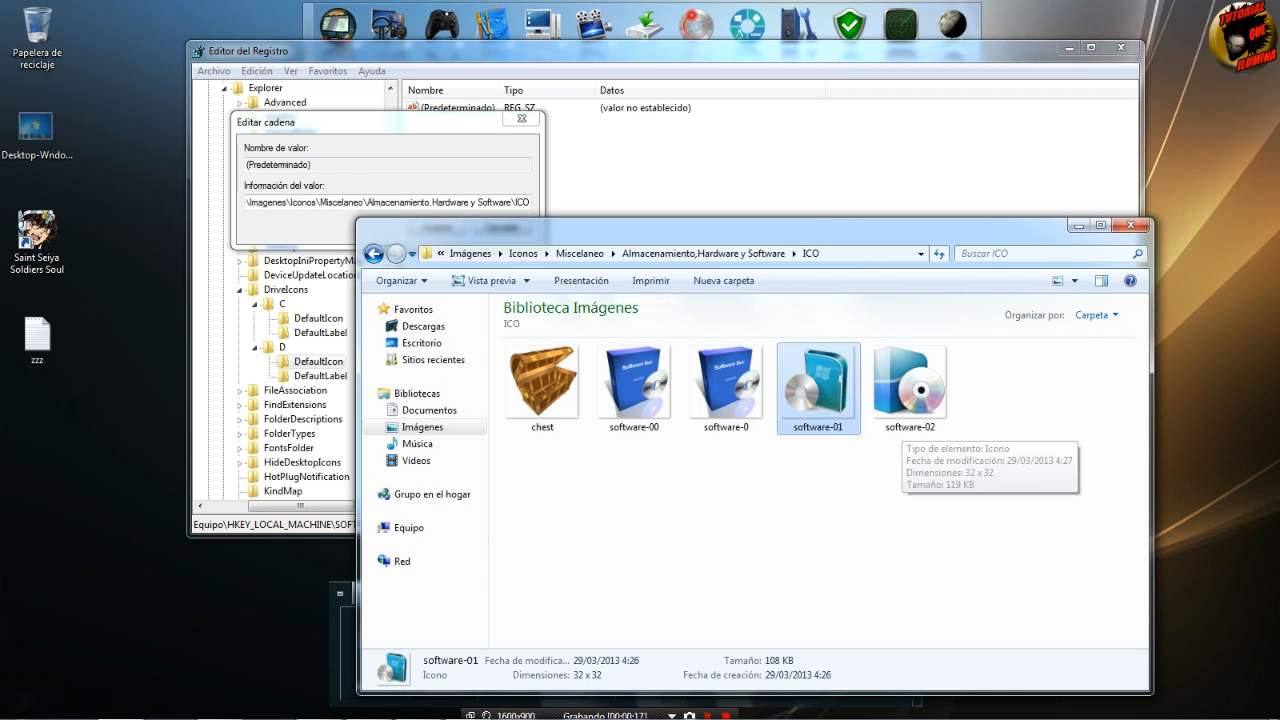 Papelera de
reciclaje
Desktop-Wndo...
Saint Seiya
Soldiers Soul
zzz
TUTORIAL
QUE
ILUMINA
Editor del Registro
Archivo Edición Ver Favoritos Ayuda
Explorer
Advanced
Nombre Tipo Datos
(Predeterminado) REG_SZ (valor no establecido)
Editar cadena
Nombre de valor:
(Predeterminado)
Información del valor:
\Imagenes\Iconos\Miscelaneo\Almacenamiento,Hardware y Software\ICO
DesktopIniPropertyM
DeviceUpdateLocation
DriveIcons
C
DefaultIcon
DefaultLabel
D
DefaultIcon
DefaultLabel
FileAssociation
FindExtensions
FolderDescriptions
FolderTypes
FontsFolder
HideDesktopIcons
HotPlugNotification
KindMap
Equipo\HKEY_LOCAL_MACHINE\SOFT
« Imágenes Iconos Miscelaneo Almacenamiento,Hardware y Software ICO
Buscar ICO
Organizar Vista previa Presentación Imprimir Nueva carpeta
Favoritos
Descargas
Escritorio
Sitios recientes
Bibliotecas
Documentos
Imágenes
Música
Vídeos
Grupo en el hogar
Equipo
Red
Biblioteca Imágenes
ICO
Organizar por: Carpeta
chest software-00 software-0 software-01 software-02
Tipo de elemento: Icono
Fecha de modificación: 29/03/2013 4:27
Dimensiones: 32 x 32
Tamaño: 119 KB
software-01 Fecha de modifica... 29/03/2013 4:26 Tamaño: 108 KB
Icono Dimensiones: 32 x 32 Fecha de creación: 29/03/2013 4:26
1600x900 Grabando [00:00:17]